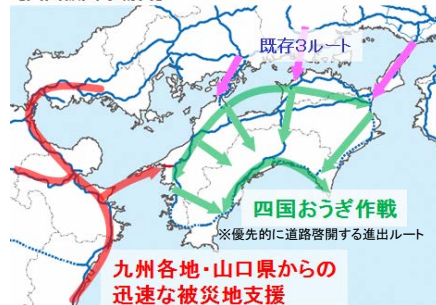 既存３ルート
四国おうぎ作戦
※優先的に道路啓開する進出ルート
九州各地・山口県からの
迅速な被災地支援